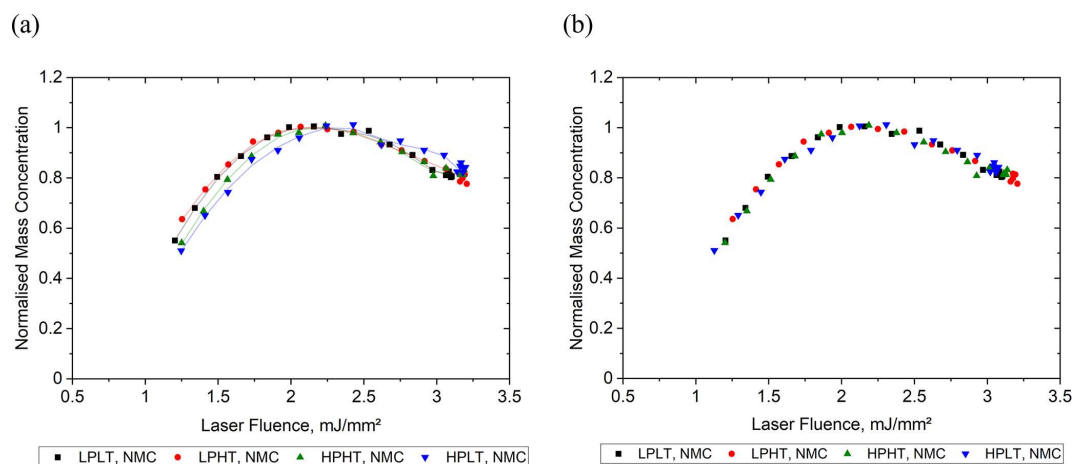 (a)
Normalised Mass Concentration
1.2
1
0.8
0.6
0.4
0.2
0
0.5 1 1.5 2 2.5 3 3.5
Laser Fluence, mJ/mm²
LPLT, NMC LPHT, NMC HPHT, NMC HPLT, NMC
(b)
Normalised Mass Concentration
1.2
1
0.8
0.6
0.4
0.2
0
0.5 1 1.5 2 2.5 3 3.5
Laser Fluence, mJ/mm²
LPLT, NMC LPHT, NMC HPHT, NMC HPLT, NMC